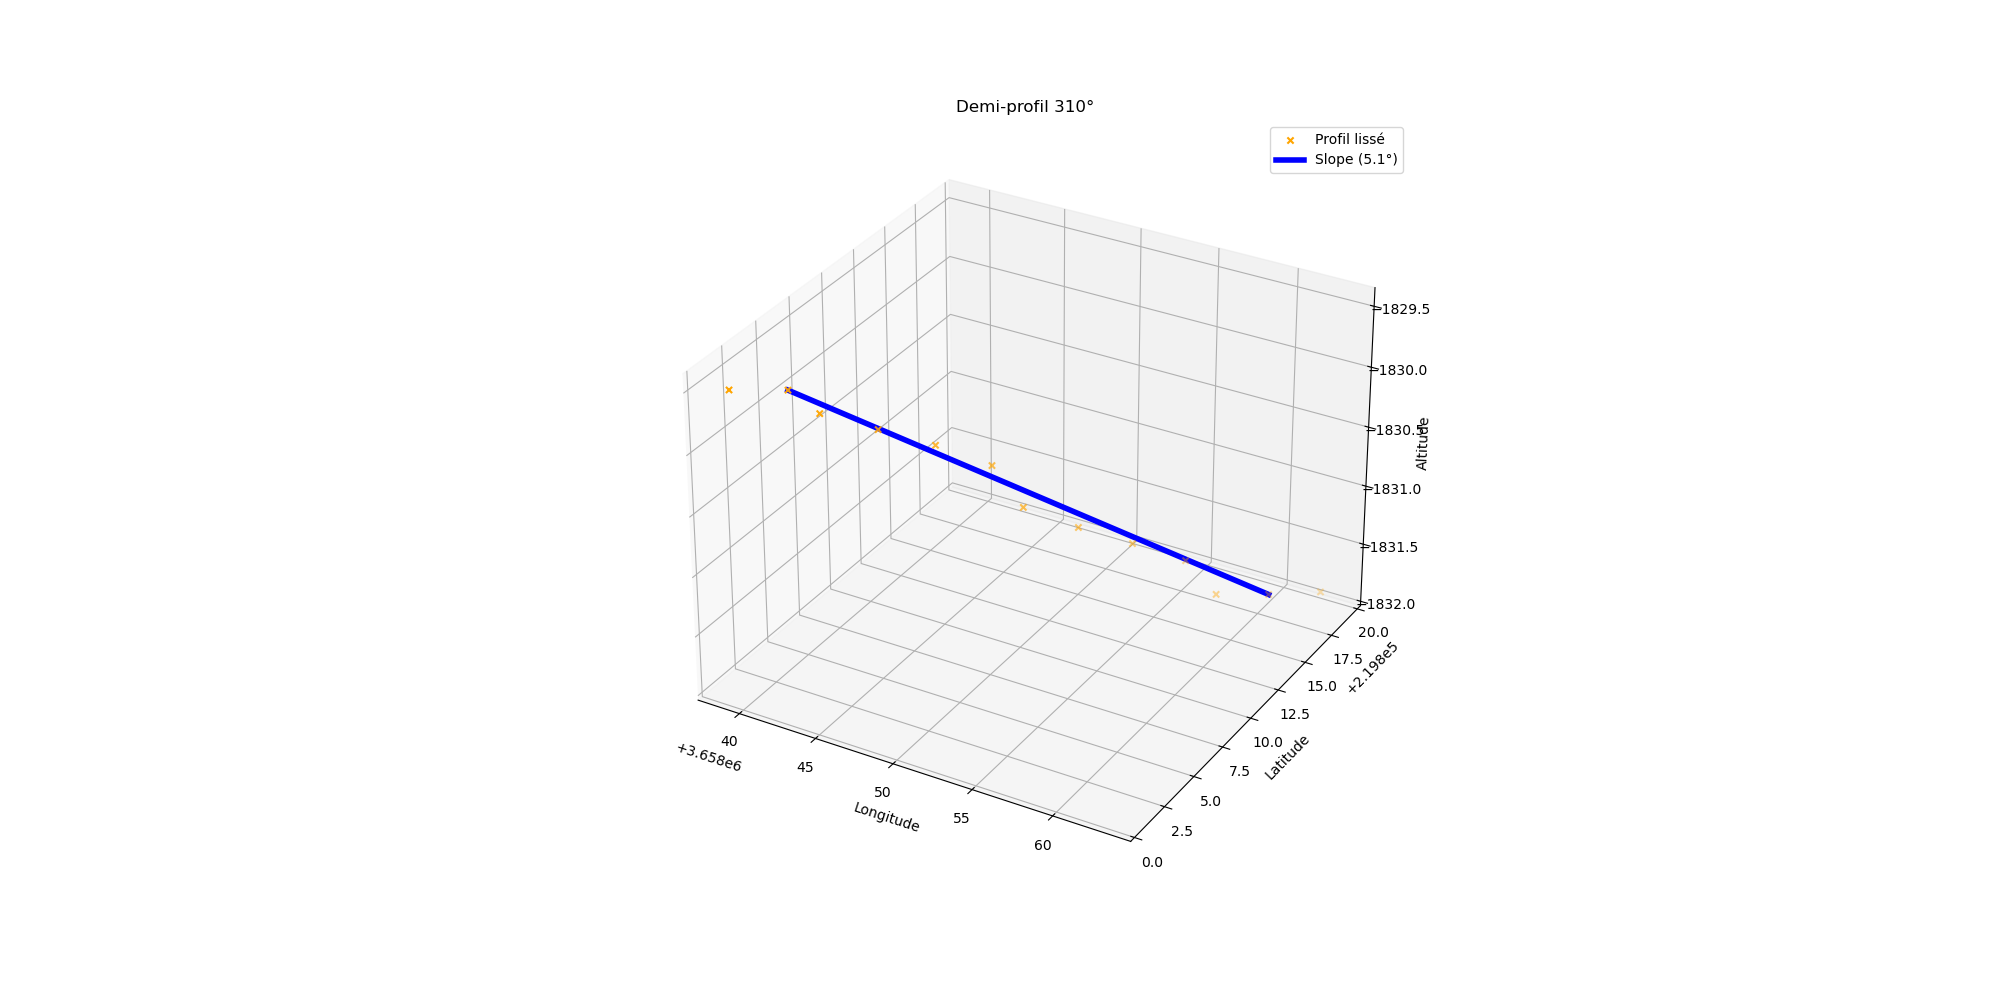 Demi-profil 310°
Profil lissé
Slope (5.1°)
−1829.5
−1830.0
−1830.5
−1831.0
−1831.5
−1832.0
Altitude
20.0
17.5
15.0
12.5
10.0
7.5
5.0
2.5
0.0
+2.198e5
Latitude
40
45
50
55
60
+3.658e6
Longitude